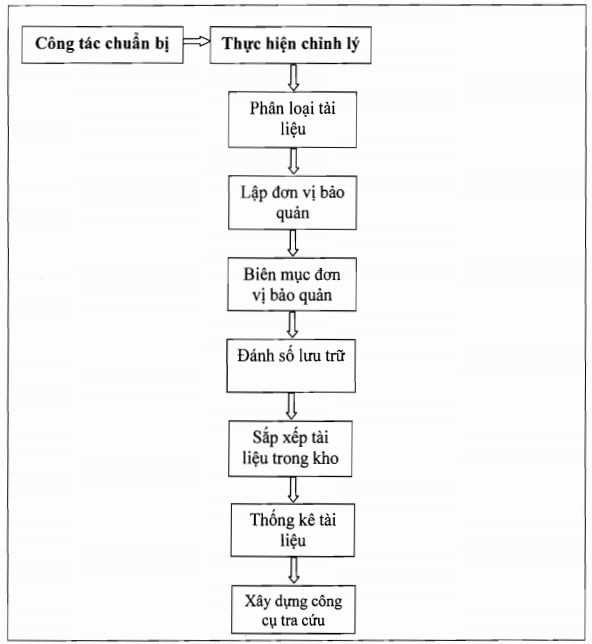 Công tác chuẩn bị
Thực hiện chỉnh lý
Phân loại tài
liệu
Lập đơn vị bảo
quản
Biên mục đơn
vị bảo quản
Đánh số lưu trữ
Sắp xếp tài
liệu trong kho
Thống kê tài
liệu
Xây dựng công
cụ tra cứu